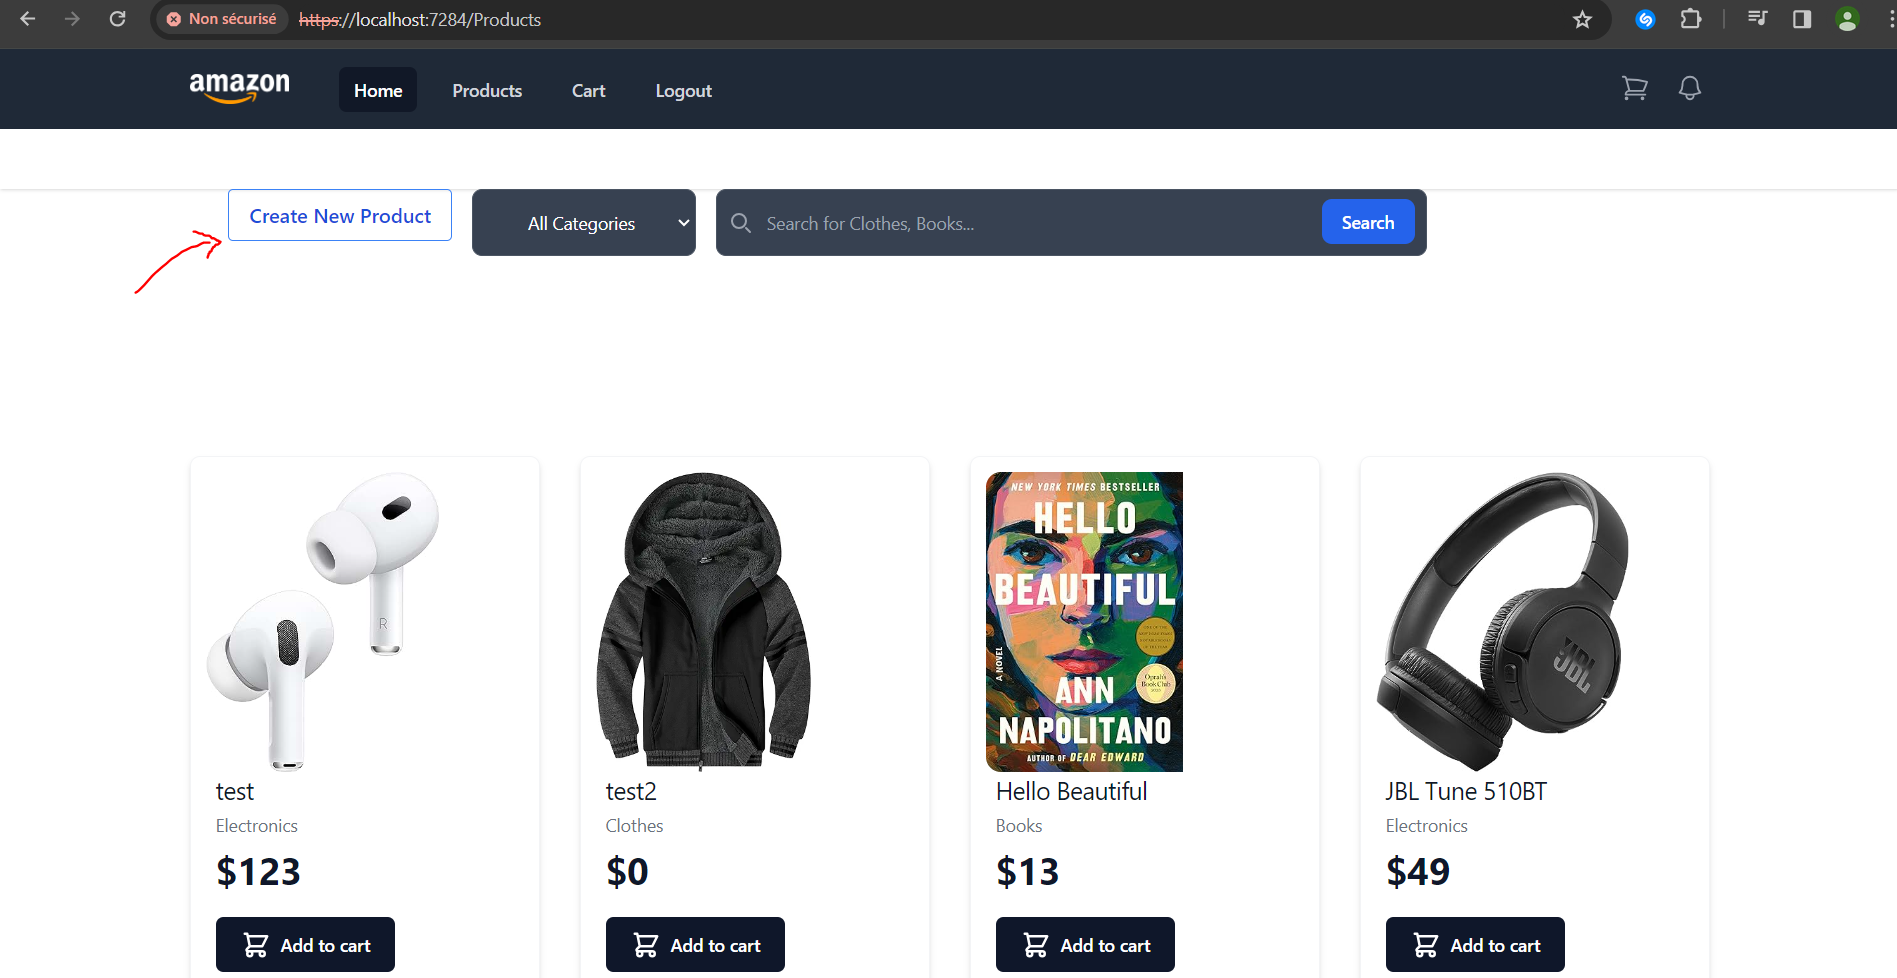 Non sécurisé https://localhost:7284/Products
amazon Home Products Cart Logout
Create New Product All Categories Search for Clothes, Books... Search
R
NEW YORK TIMES BESTSELLER
HELLO
BEAUTIFUL
A NOVEL
Oprah's
Book Club
ANN
NAPOLITANO
AUTHOR OF DEAR EDWARD
JBL
test test2 Hello Beautiful JBL Tune 510BT
Electronics Clothes Books Electronics
$123 $0 $13 $49
Add to cart Add to cart Add to cart Add to cart